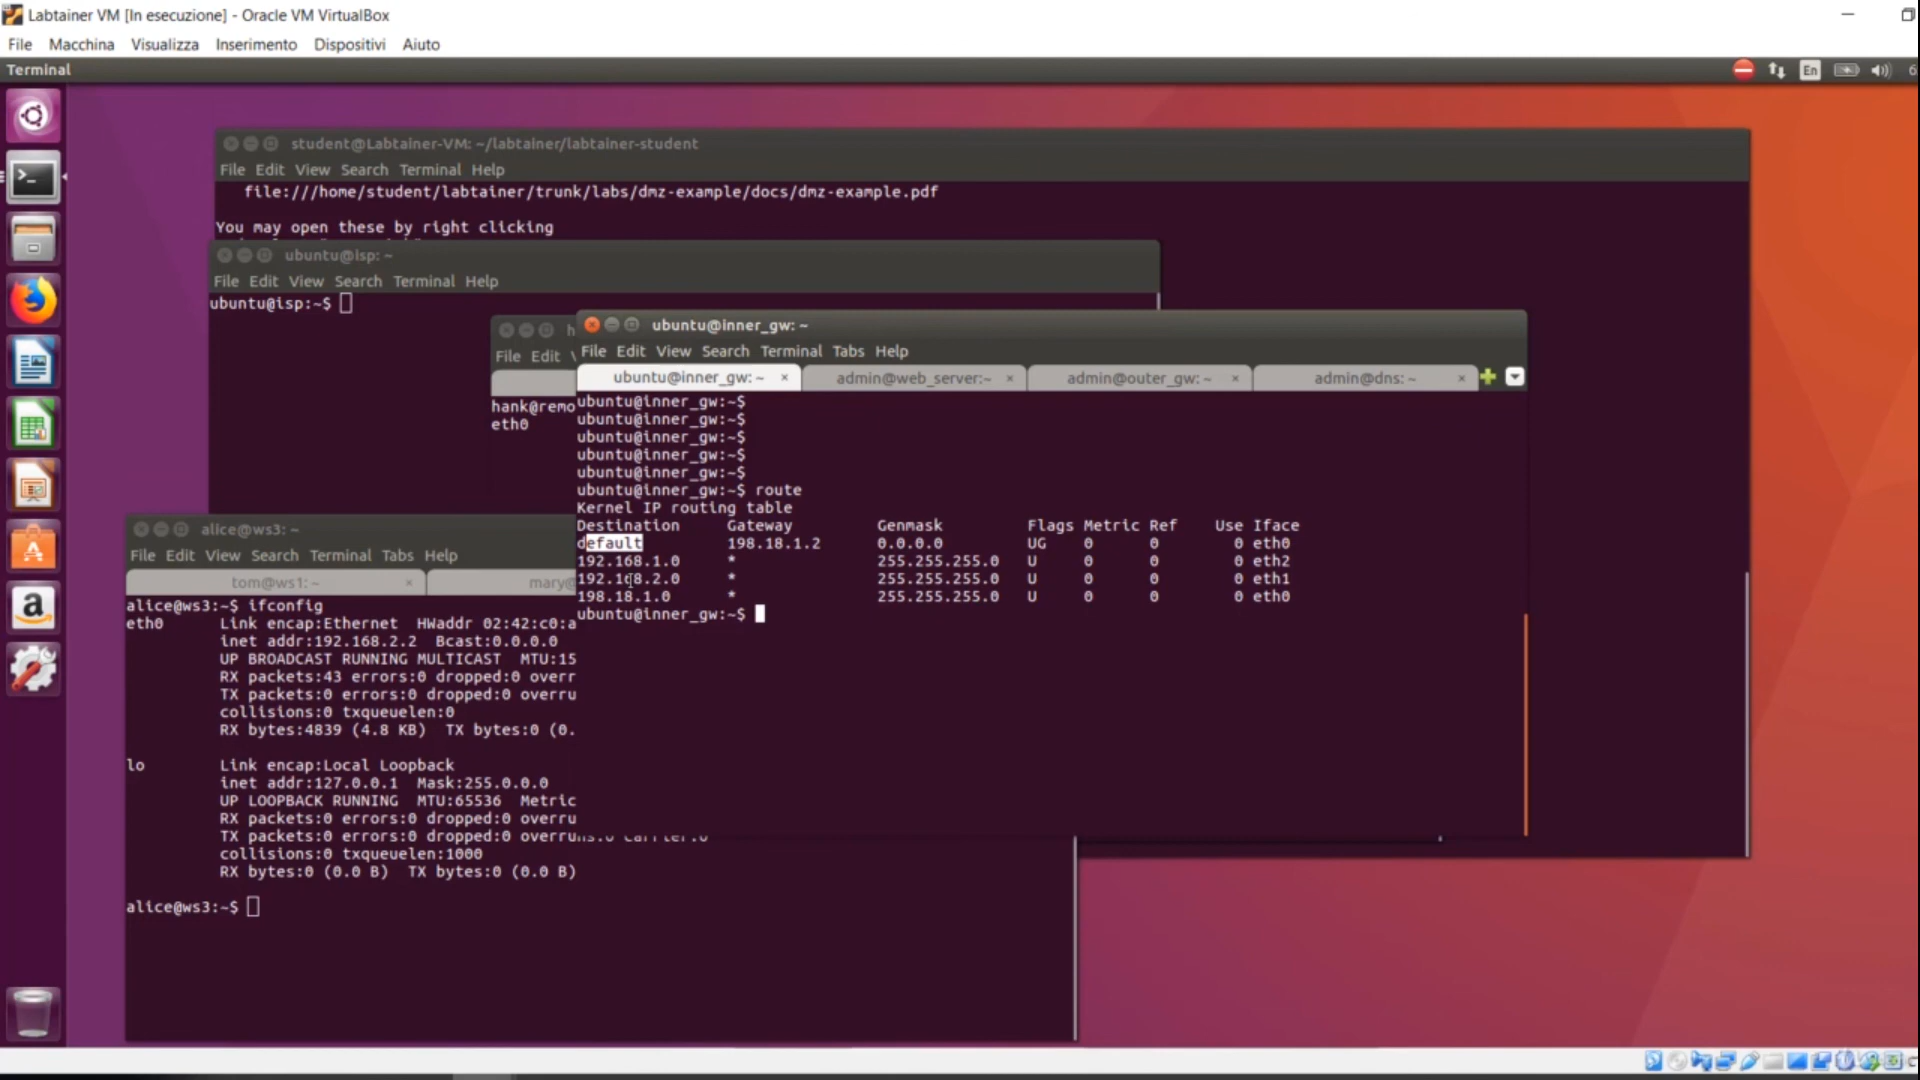 Labtainer VM [In esecuzione] - Oracle VM VirtualBox
File Macchina Visualizza Inserimento Dispositivi Aiuto
Terminal
En
student@Labtainer-VM: ~/labtainer/labtainer-student
File Edit View Search Terminal Help
file:///home/student/labtainer/trunk/labs/dmz-example/docs/dmz-example.pdf
You may open these by right clicking
ubuntu@isp: ~
File Edit View Search Terminal Help
ubuntu@isp:~$
File Edit
hank@remo
eth0
ubuntu@inner_gw: ~
File Edit View Search Terminal Tabs Help
ubuntu@inner_gw: ~ × admin@web_server:~ × admin@outer_gw: ~ × admin@dns: ~ ×
ubuntu@inner_gw:~$
ubuntu@inner_gw:~$
ubuntu@inner_gw:~$
ubuntu@inner_gw:~$
ubuntu@inner_gw:~$
ubuntu@inner_gw:~$ route
Kernel IP routing table
Destination Gateway Genmask Flags Metric Ref Use Iface
default 198.18.1.2 0.0.0.0 UG 0 0 0 eth0
192.168.1.0 * 255.255.255.0 U 0 0 0 eth2
192.168.2.0 * 255.255.255.0 U 0 0 0 eth1
198.18.1.0 * 255.255.255.0 U 0 0 0 eth0
ubuntu@inner_gw:~$
alice@ws3: ~
File Edit View Search Terminal Tabs Help
tom@ws1: ~ × mary@
alice@ws3:~$ ifconfig
eth0 Link encap:Ethernet HWaddr 02:42:c0:a
inet addr:192.168.2.2 Bcast:0.0.0.0
UP BROADCAST RUNNING MULTICAST MTU:15
RX packets:43 errors:0 dropped:0 overr
TX packets:0 errors:0 dropped:0 overru
collisions:0 txqueuelen:0
RX bytes:4839 (4.8 KB) TX bytes:0 (0.
lo Link encap:Local Loopback
inet addr:127.0.0.1 Mask:255.0.0.0
UP LOOPBACK RUNNING MTU:65536 Metric
RX packets:0 errors:0 dropped:0 overru
TX packets:0 errors:0 dropped:0 overruns:0 carrier:0
collisions:0 txqueuelen:1000
RX bytes:0 (0.0 B) TX bytes:0 (0.0 B)
alice@ws3:~$